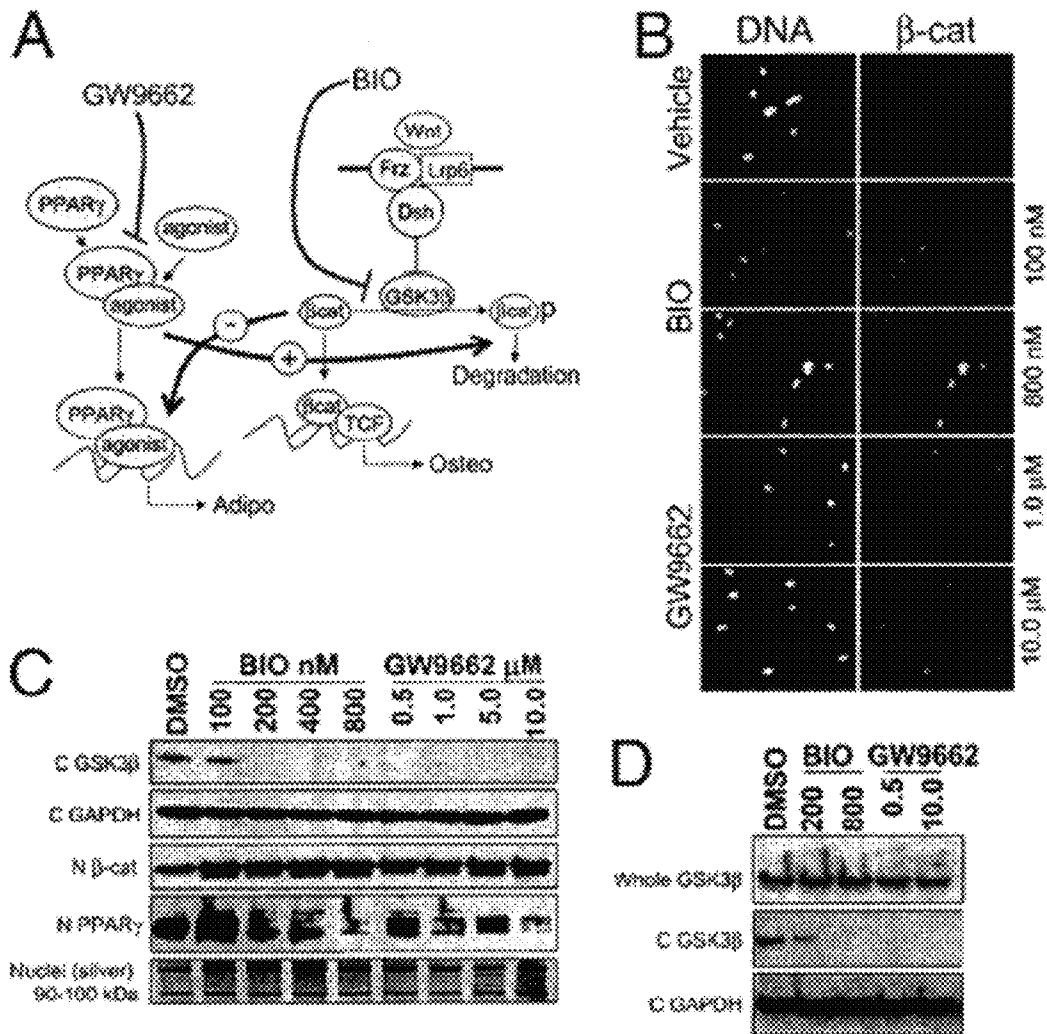 A
GW9662
BIO
Wnt
Frz
Lrp6
Dsh
PPARγ
agonist
PPARγ
agonist
GSK3β
βcat
βcat p
-
+
Degradation
PPARγ
agonist
βcat
TCF
Osteo
Adipo
B
DNA
β-cat
Vehicle
BIO
100 nM
800 nM
GW9662
1.0 μM
10.0 μM
C
DMSO
BIO nM
GW9662 μM
100
200
400
800
0.5
1.0
5.0
10.0
C GSK3β
C GAPDH
N β-cat
N PPARγ
Nuclei (silver)
90-100 kDa
D
DMSO
BIO
GW9662
200
800
0.5
10.0
Whole GSK3β
C GSK3β
C GAPDH